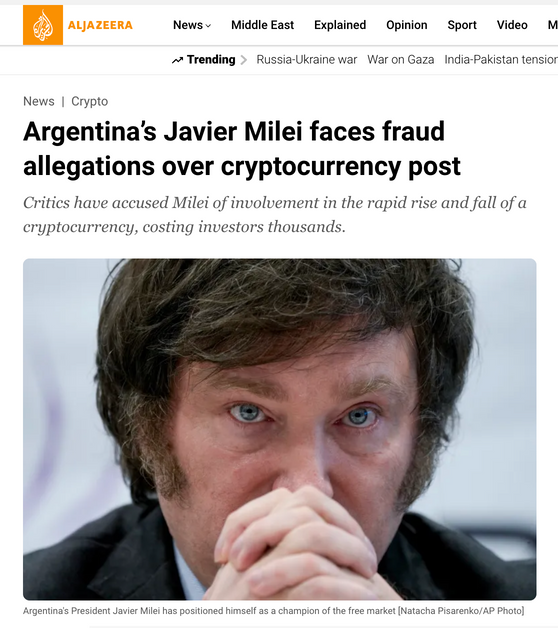 ALJAZEERA
News Middle East Explained Opinion Sport Video M
Trending Russia-Ukraine war War on Gaza India-Pakistan tension
News | Crypto
Argentina’s Javier Milei faces fraud
allegations over cryptocurrency post
Critics have accused Milei of involvement in the rapid rise and fall of a
cryptocurrency, costing investors thousands.
Argentina's President Javier Milei has positioned himself as a champion of the free market [Natacha Pisarenko/AP Photo]